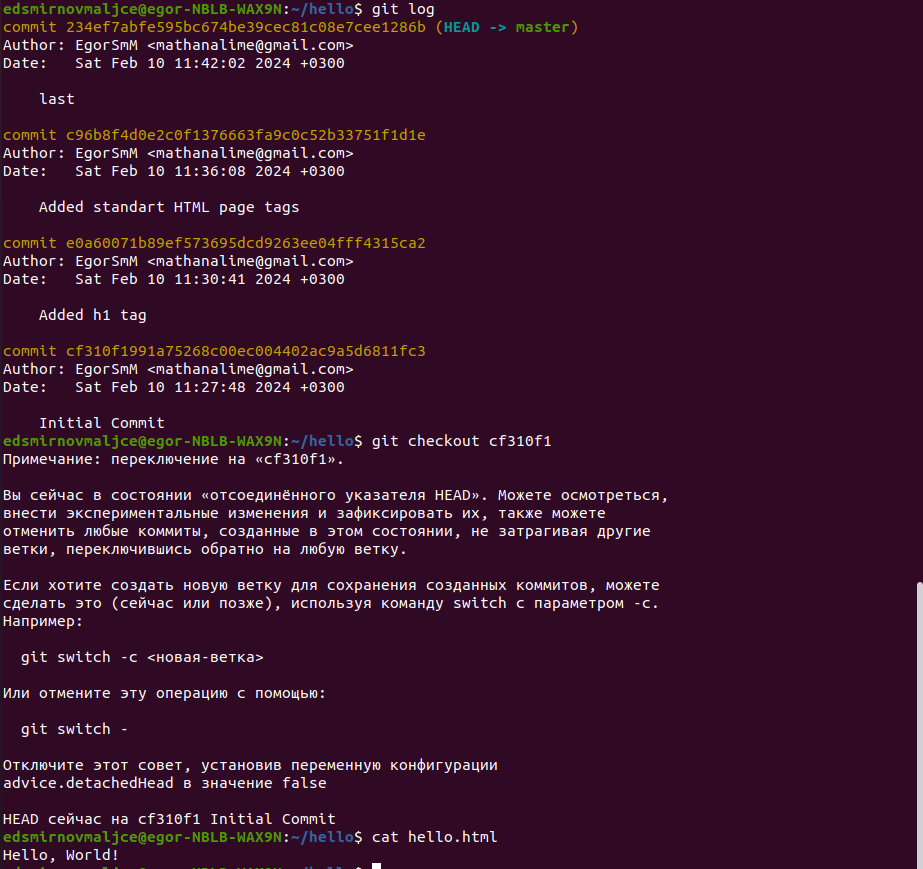 edsmirnovmaljce@egor-NBLB-WAX9N:~/hello$ git log
commit 234ef7abfe595bc674be39cec81c08e7cee1286b (HEAD -> master)
Author: EgorSmM <mathanalime@gmail.com>
Date:   Sat Feb 10 11:42:02 2024 +0300
last
commit c96b8f4d0e2c0f1376663fa9c0c52b33751f1d1e
Author: EgorSmM <mathanalime@gmail.com>
Date:   Sat Feb 10 11:36:08 2024 +0300
Added standart HTML page tags
commit e0a60071b89ef573695dcd9263ee04fff4315ca2
Author: EgorSmM <mathanalime@gmail.com>
Date:   Sat Feb 10 11:30:41 2024 +0300
Added h1 tag
commit cf310f1991a75268c00ec004402ac9a5d6811fc3
Author: EgorSmM <mathanalime@gmail.com>
Date:   Sat Feb 10 11:27:48 2024 +0300
Initial Commit
edsmirnovmaljce@egor-NBLB-WAX9N:~/hello$ git checkout cf310f1
Примечание: переключение на «cf310f1».
Вы сейчас в состоянии «отсоединённого указателя HEAD». Можете осмотреться,
внести экспериментальные изменения и зафиксировать их, также можете
отменить любые коммиты, созданные в этом состоянии, не затрагивая другие
ветки, переключившись обратно на любую ветку.
Если хотите создать новую ветку для сохранения созданных коммитов, можете
сделать это (сейчас или позже), используя команду switch с параметром -c.
Например:
git switch -c <новая-ветка>
Или отмените эту операцию с помощью:
git switch -
Отключите этот совет, установив переменную конфигурации
advice.detachedHead в значение false
HEAD сейчас на cf310f1 Initial Commit
edsmirnovmaljce@egor-NBLB-WAX9N:~/hello$ cat hello.html
Hello, World!